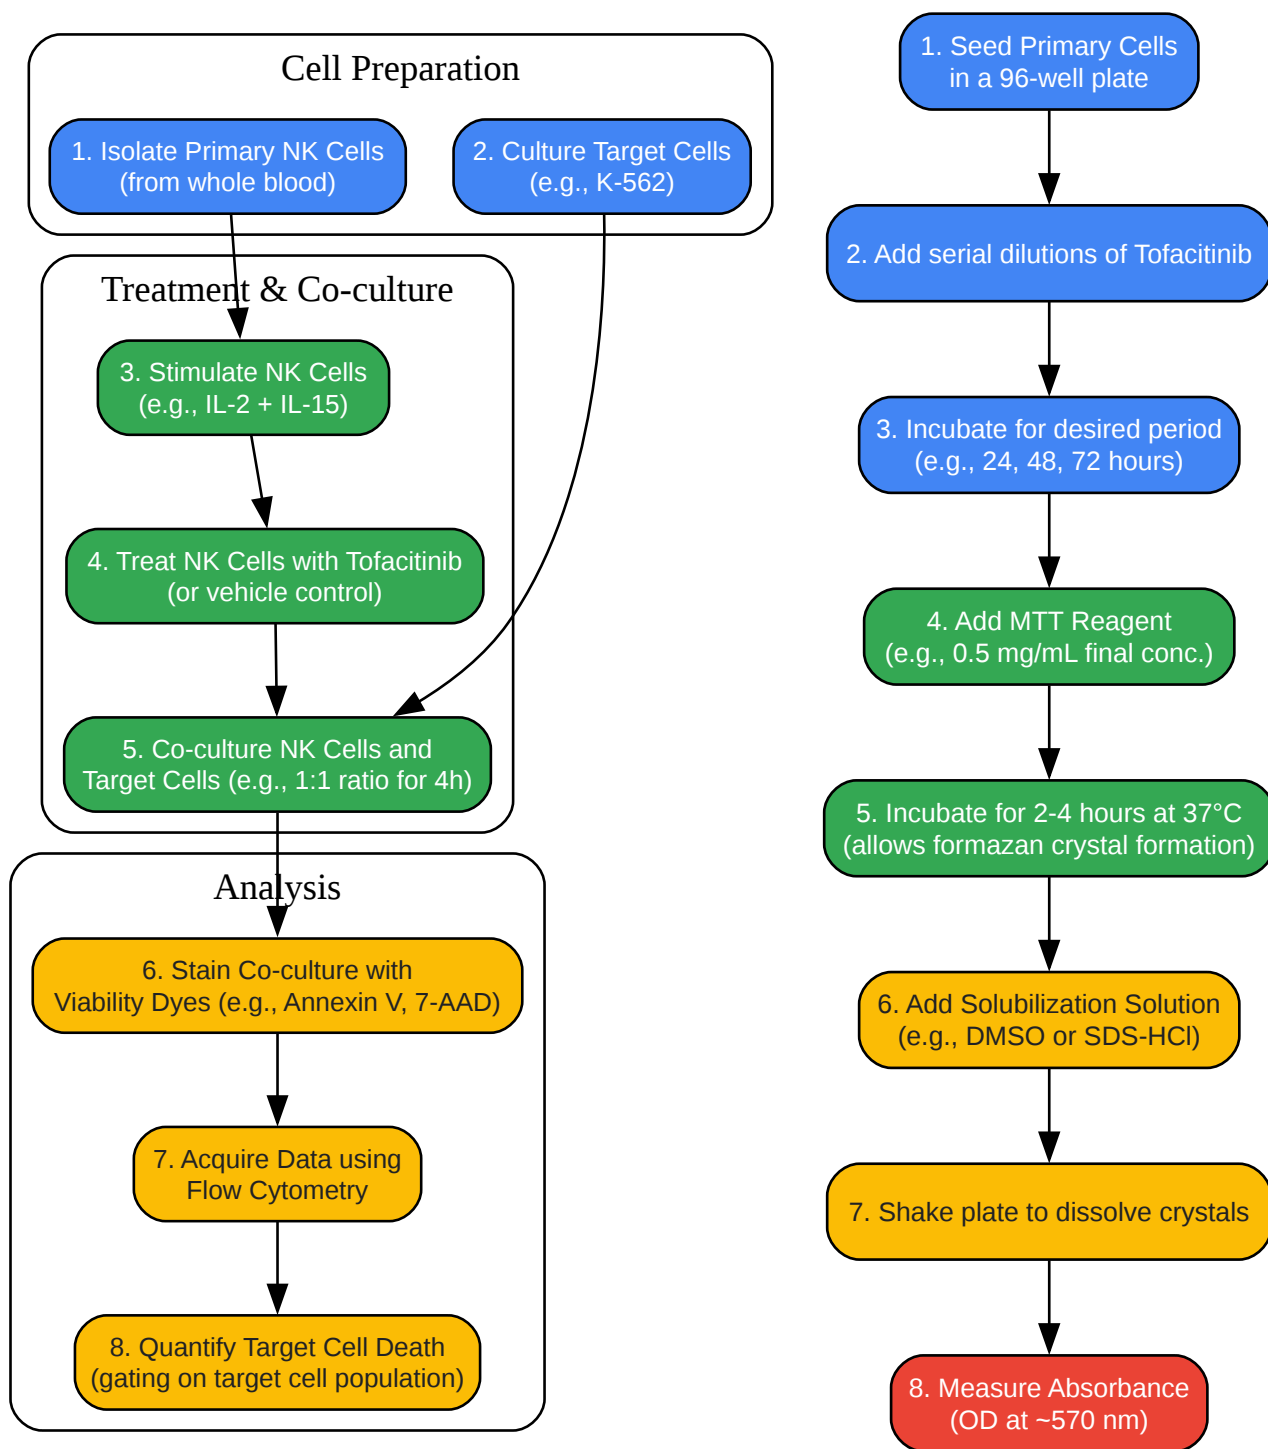 Cell Preparation
1. Isolate Primary NK Cells
(from whole blood)
2. Culture Target Cells
(e.g., K-562)
Treatment & Co-culture
3. Stimulate NK Cells
(e.g., IL-2 + IL-15)
4. Treat NK Cells with Tofacitinib
(or vehicle control)
5. Co-culture NK Cells and
Target Cells (e.g., 1:1 ratio for 4h)
Analysis
6. Stain Co-culture with
Viability Dyes (e.g., Annexin V, 7-AAD)
7. Acquire Data using
Flow Cytometry
8. Quantify Target Cell Death
(gating on target cell population)
1. Seed Primary Cells
in a 96-well plate
2. Add serial dilutions of Tofacitinib
3. Incubate for desired period
(e.g., 24, 48, 72 hours)
4. Add MTT Reagent
(e.g., 0.5 mg/mL final conc.)
5. Incubate for 2-4 hours at 37°C
(allows formazan crystal formation)
6. Add Solubilization Solution
(e.g., DMSO or SDS-HCl)
7. Shake plate to dissolve crystals
8. Measure Absorbance
(OD at ~570 nm)